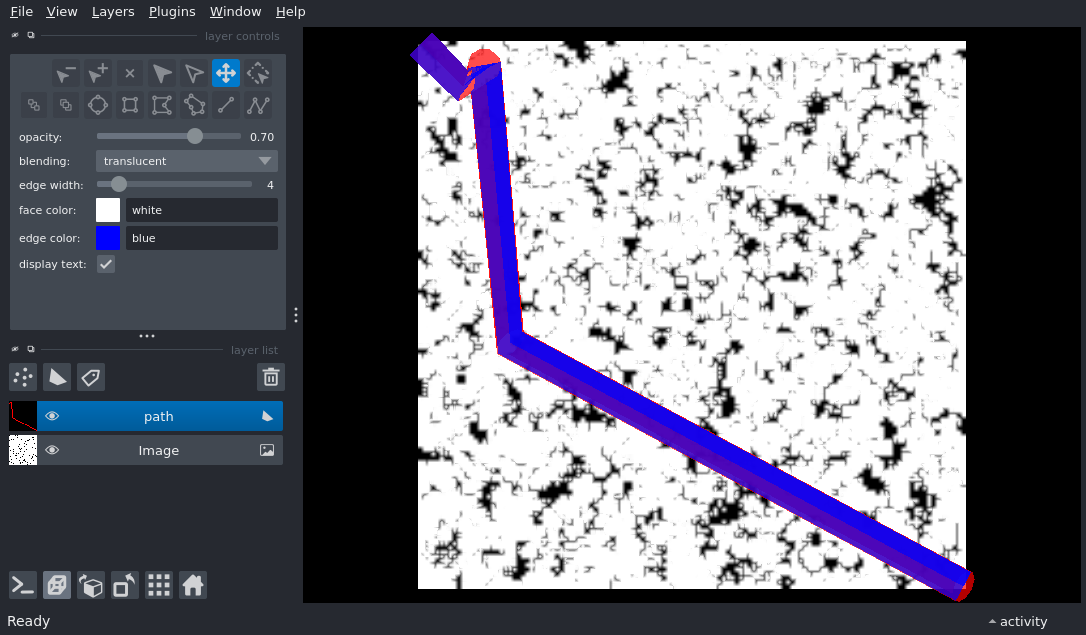 File View Layers Plugins Window Help
layer controls
opacity: 0.70
blending: translucent
edge width: 4
face color: white
edge color: blue
display text:
layer list
path
Image
Ready
activity